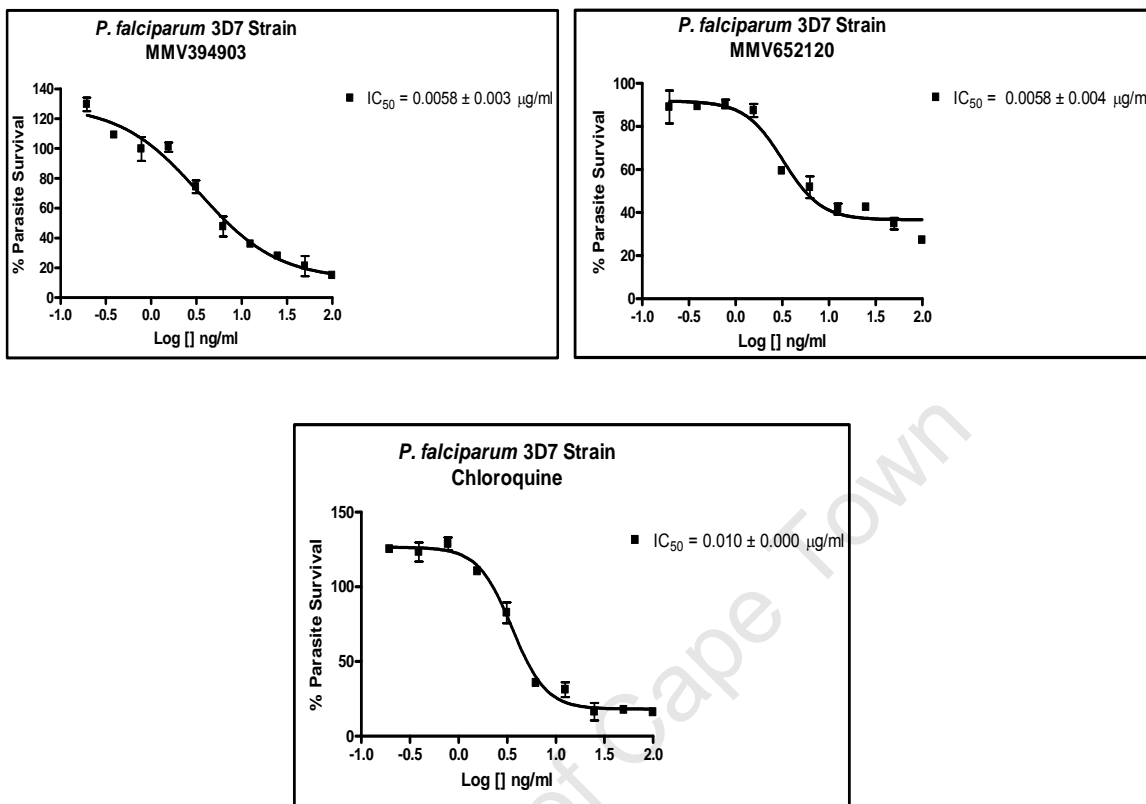 P. falciparum 3D7 Strain
MMV394903
IC50 = 0.0058 ± 0.003 µg/ml
% Parasite Survival
140
120
100
80
60
40
20
0
-1.0 -0.5 0.0 0.5 1.0 1.5 2.0
Log [] ng/ml
P. falciparum 3D7 Strain
MMV652120
IC50 = 0.0058 ± 0.004 µg/m
% Parasite Survival
100
80
60
40
20
0
-1.0 -0.5 0.0 0.5 1.0 1.5 2.0
Log [] ng/ml
P. falciparum 3D7 Strain
Chloroquine
IC50 = 0.010 ± 0.000 µg/ml
% Parasite Survival
150
100
50
0
-1.0 -0.5 0.0 0.5 1.0 1.5 2.0
Log [] ng/ml
of Cape Town